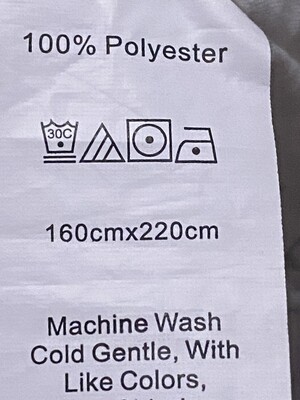 100% Polyester
30C
160cmx220cm
Machine Wash
Cold Gentle, With
Like Colors,